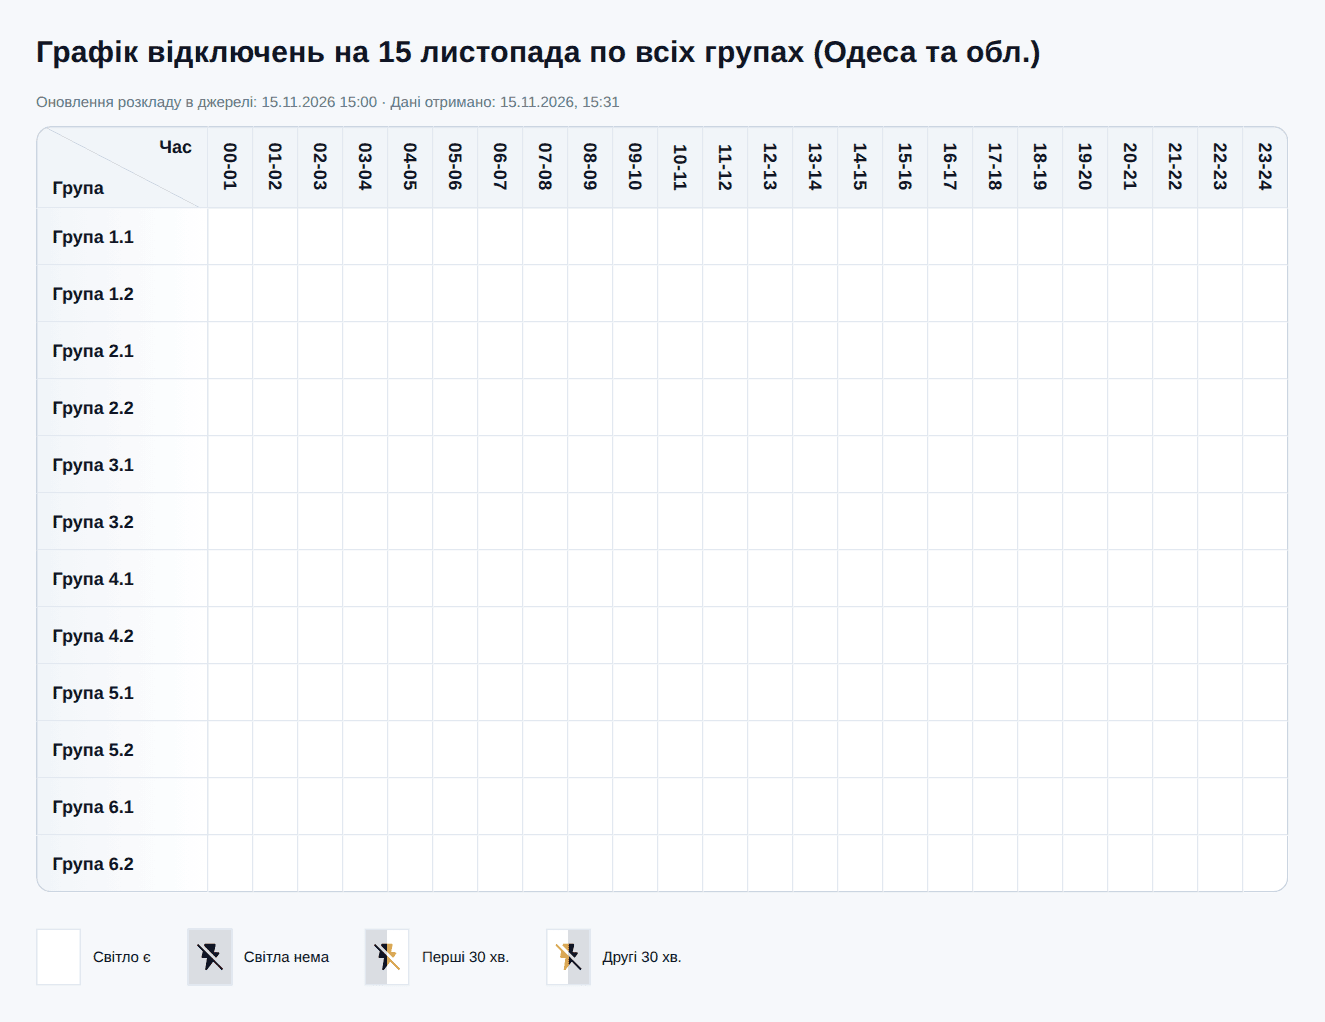 Графік відключень на 15 листопада по всіх групах (Одеса та обл.)
Оновлення розкладу в джерелі: 15.11.2026 15:00 · Дані отримано: 15.11.2026, 15:31
Час
Група
00-01 01-02 02-03 03-04 04-05 05-06 06-07 07-08 08-09 09-10 10-11 11-12 12-13 13-14 14-15 15-16 16-17 17-18 18-19 19-20 20-21 21-22 22-23 23-24
Група 1.1
Група 1.2
Група 2.1
Група 2.2
Група 3.1
Група 3.2
Група 4.1
Група 4.2
Група 5.1
Група 5.2
Група 6.1
Група 6.2
Світло є Світла нема Перші 30 хв. Другі 30 хв.